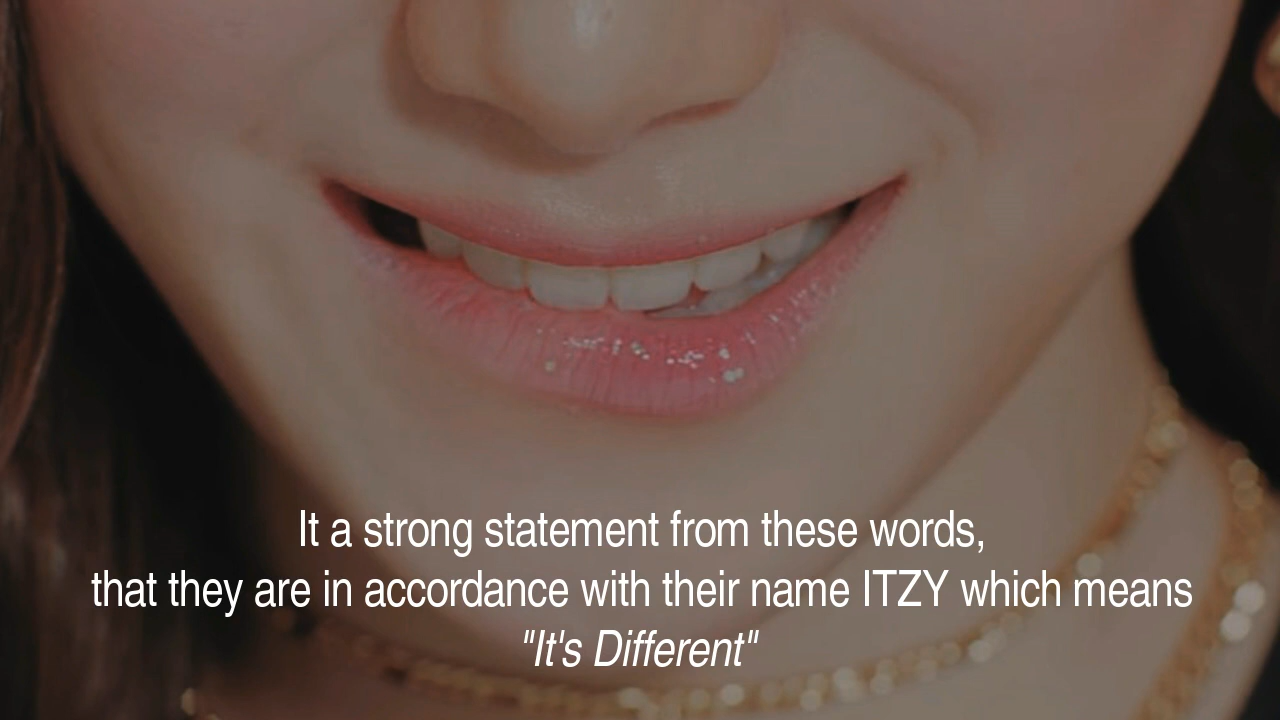 It a strong statement from these words,
that they are in accordance with their name ITZY which means
"It's Different"